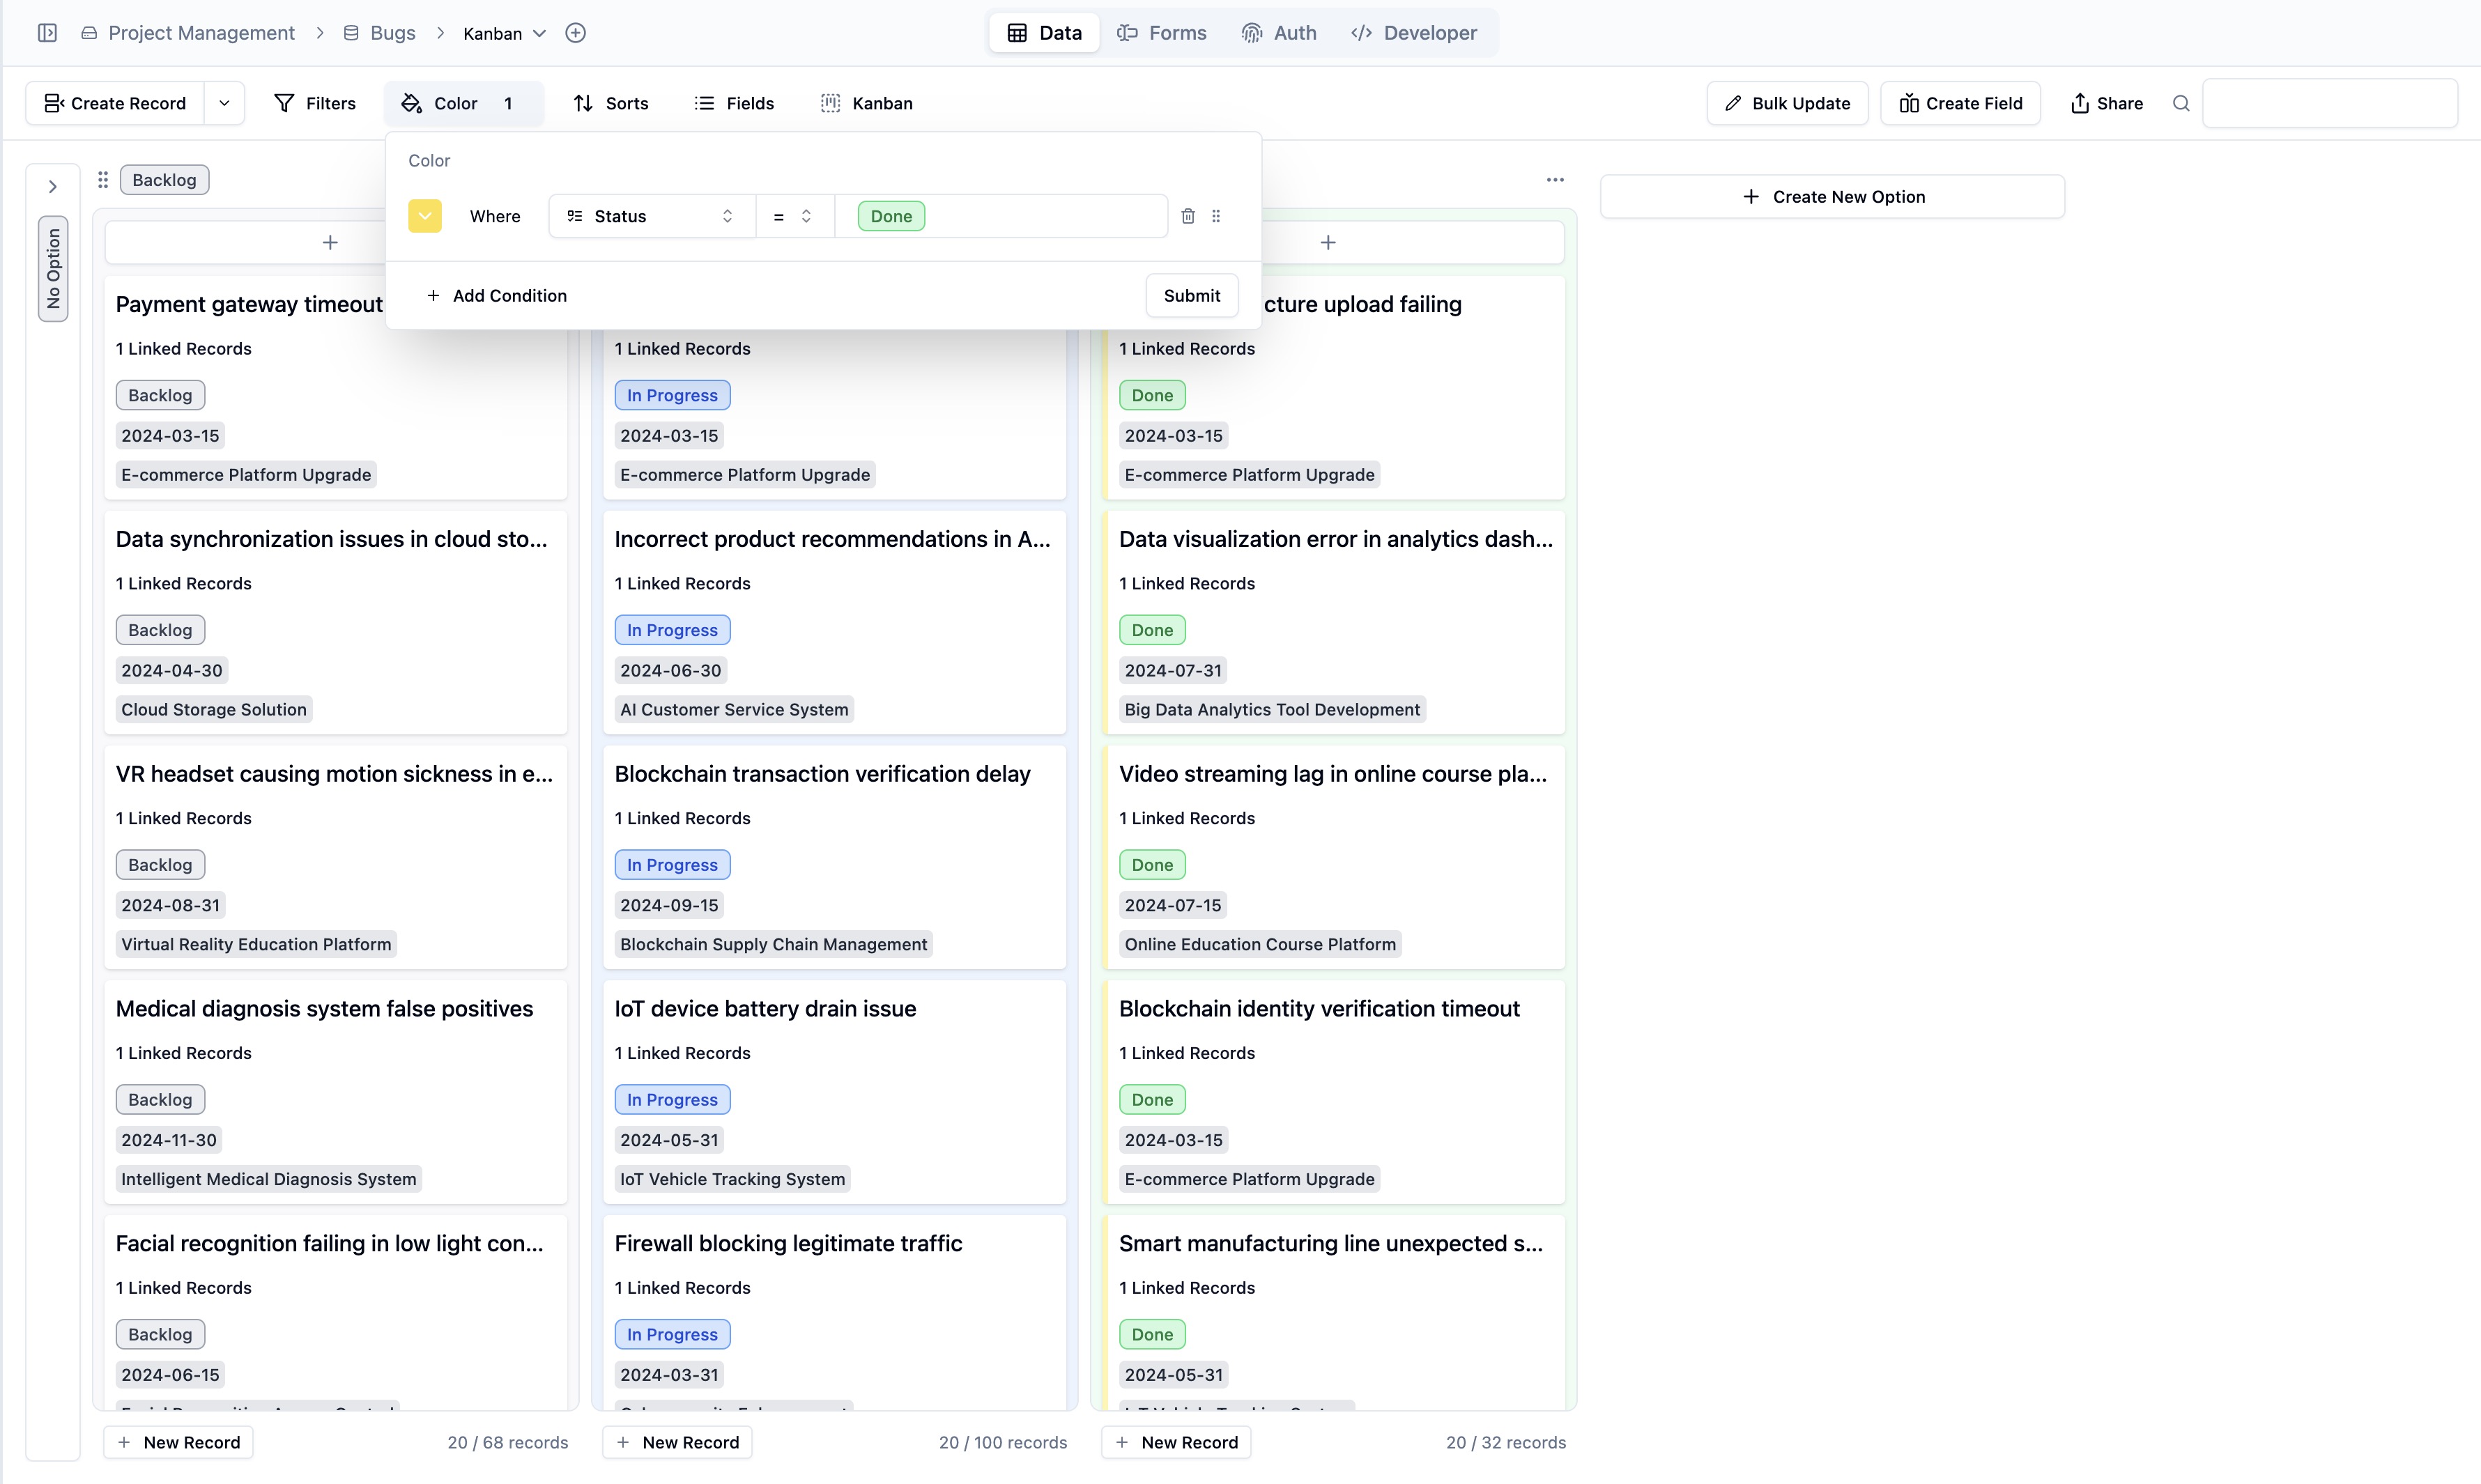 Project Management > Bugs > Kanban
Data Forms Auth Developer
Create Record Filters Color 1 Sorts Fields Kanban
Bulk Update Create Field Share
No Option
Backlog
Color
Where Status = Done
Add Condition Submit
Create New Option
Payment gateway timeout
1 Linked Records
Backlog
2024-03-15
E-commerce Platform Upgrade
Data synchronization issues in cloud sto...
1 Linked Records
Backlog
2024-04-30
Cloud Storage Solution
VR headset causing motion sickness in e...
1 Linked Records
Backlog
2024-08-31
Virtual Reality Education Platform
Medical diagnosis system false positives
1 Linked Records
Backlog
2024-11-30
Intelligent Medical Diagnosis System
Facial recognition failing in low light con...
1 Linked Records
Backlog
2024-06-15
New Record 20 / 68 records
1 Linked Records
In Progress
2024-03-15
E-commerce Platform Upgrade
Incorrect product recommendations in A...
1 Linked Records
In Progress
2024-06-30
AI Customer Service System
Blockchain transaction verification delay
1 Linked Records
In Progress
2024-09-15
Blockchain Supply Chain Management
IoT device battery drain issue
1 Linked Records
In Progress
2024-05-31
IoT Vehicle Tracking System
Firewall blocking legitimate traffic
1 Linked Records
In Progress
2024-03-31
New Record 20 / 100 records
cture upload failing
1 Linked Records
Done
2024-03-15
E-commerce Platform Upgrade
Data visualization error in analytics dash...
1 Linked Records
Done
2024-07-31
Big Data Analytics Tool Development
Video streaming lag in online course pla...
1 Linked Records
Done
2024-07-15
Online Education Course Platform
Blockchain identity verification timeout
1 Linked Records
Done
2024-03-15
E-commerce Platform Upgrade
Smart manufacturing line unexpected s...
1 Linked Records
Done
2024-05-31
New Record 20 / 32 records